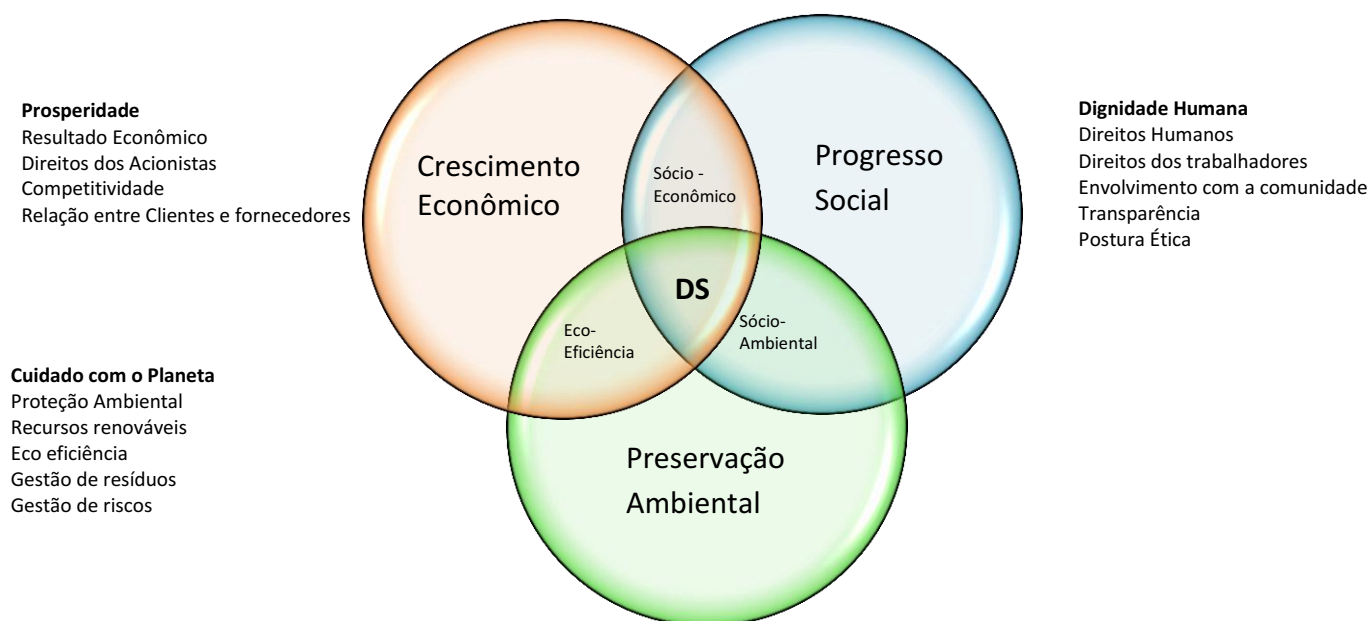 Prosperidade
Resultado Econômico
Direitos dos Acionistas
Competitividade
Relação entre Clientes e fornecedores
Crescimento
Econômico
Sócio -
Econômico
Progresso
Social
Dignidade Humana
Direitos Humanos
Direitos dos trabalhadores
Envolvimento com a comunidade
Transparência
Postura Ética
DS
Eco-
Eficiência
Sócio-
Ambiental
Cuidado com o Planeta
Proteção Ambiental
Recursos renováveis
Eco eficiência
Gestão de resíduos
Gestão de riscos
Preservação
Ambiental